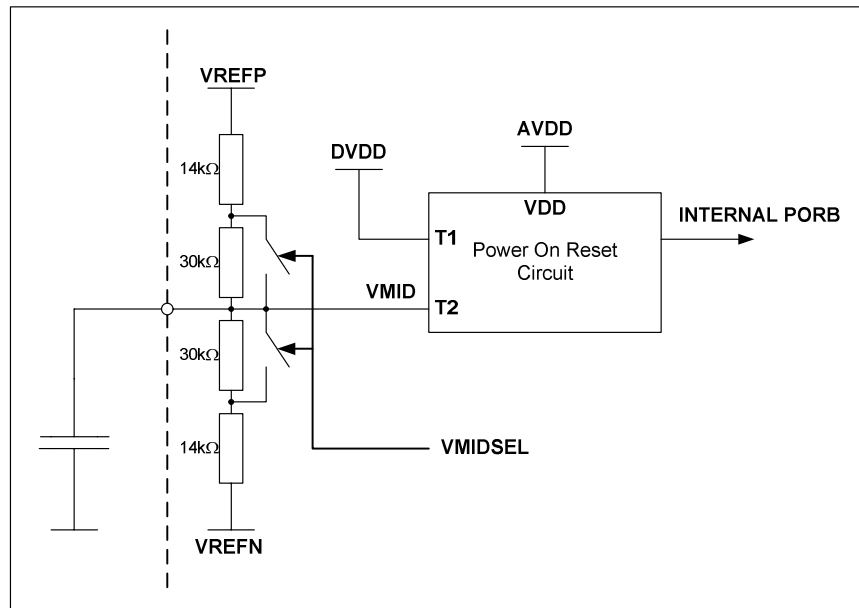 VREFP
14kΩ
30kΩ
30kΩ
14kΩ
VREFN
DVDD
AVDD
VDD
T1
Power On Reset
Circuit
T2
VMID
INTERNAL PORB
VMIDSEL